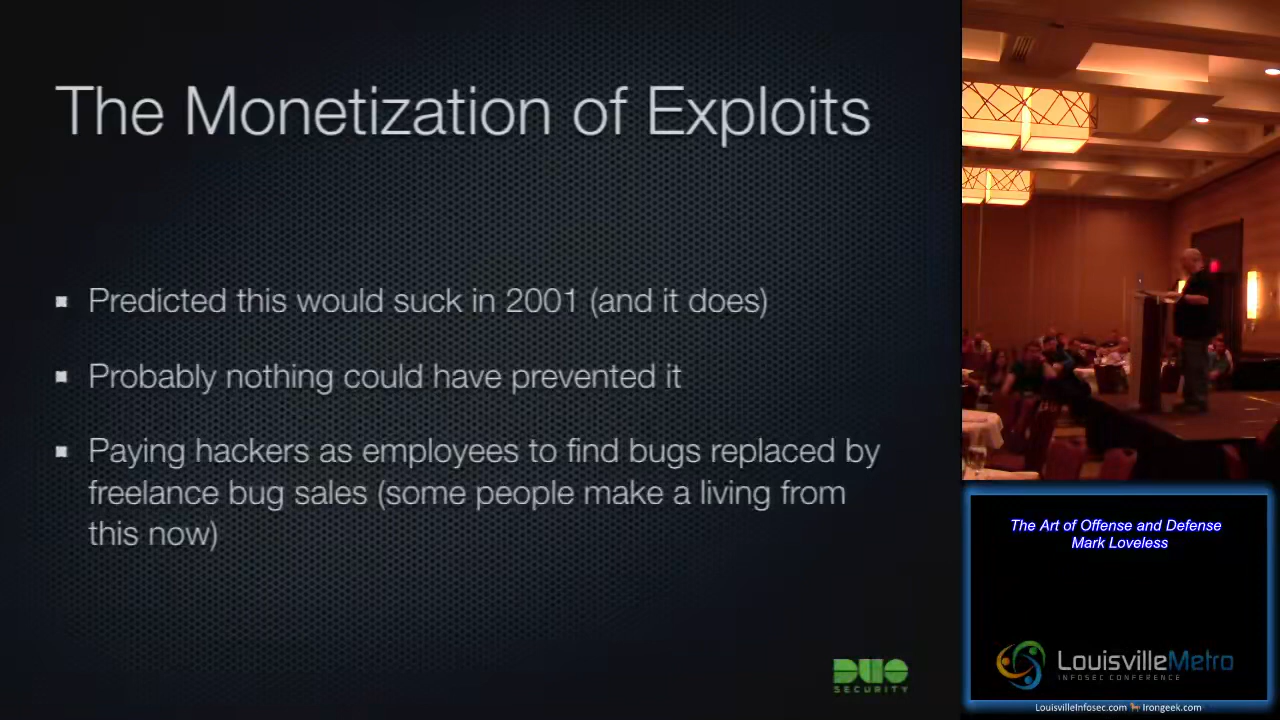 The Monetization of Exploits
Predicted this would suck in 2001 (and it does)
Probably nothing could have prevented it
Paying hackers as employees to find bugs replaced by
freelance bug sales (some people make a living from
this now)
DUO
SECURITY
The Art of Offense and Defense
Mark Loveless
LouisvilleMetro
INFOSEC CONFERENCE
LouisvilleInfosec.com Irongeek.com